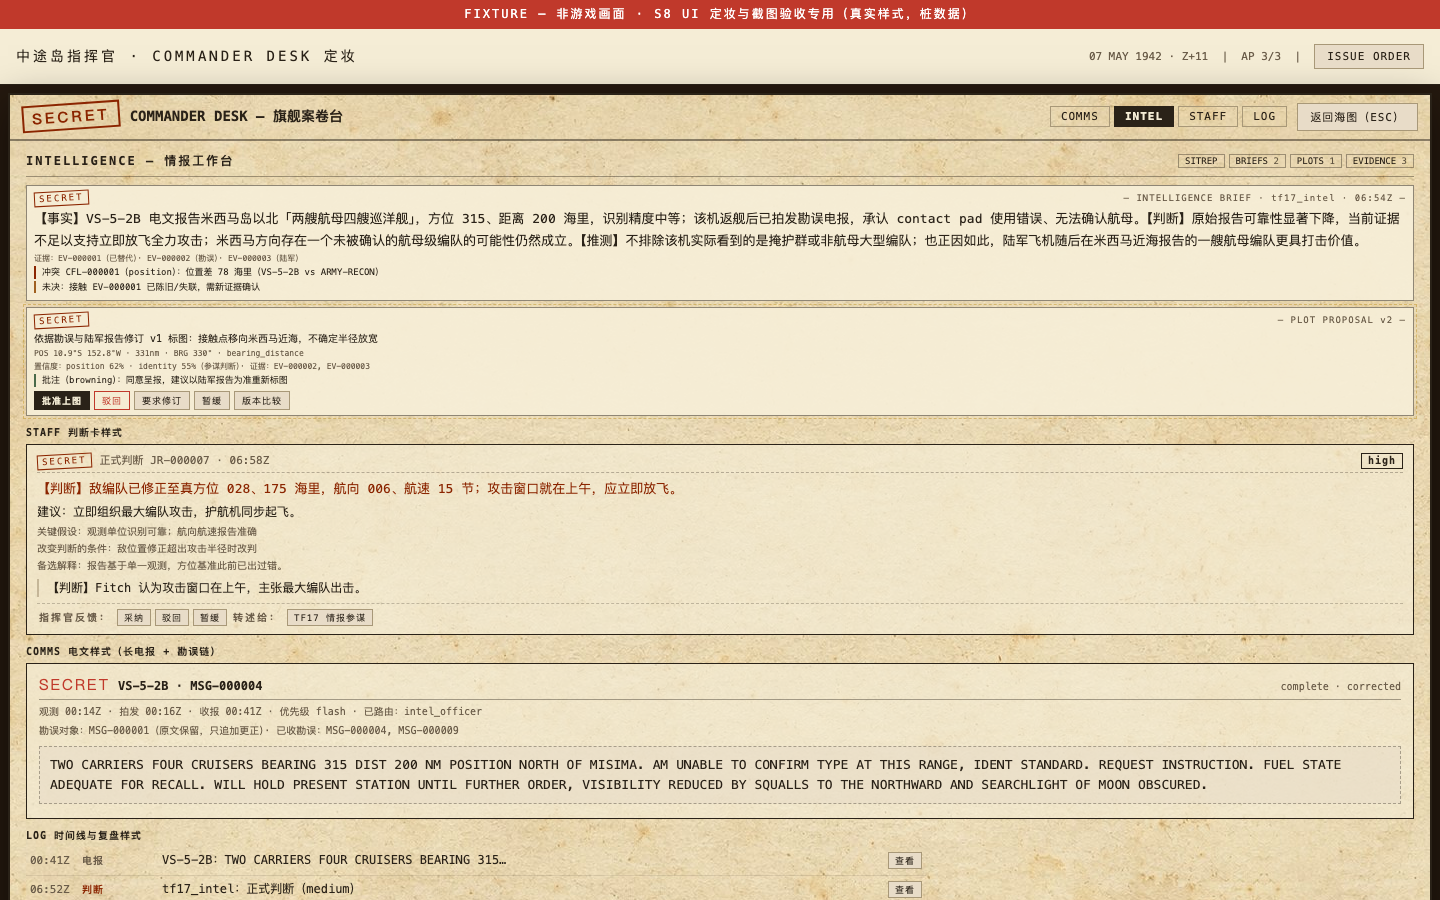 FIXTURE — 非游戏画面 · S8 UI 定妆与截图验收专用（真实样式，桩数据）
中途岛指挥官 · COMMANDER DESK 定妆
07 MAY 1942 · Z+11 | AP 3/3 | ISSUE ORDER
SECRET COMMANDER DESK — 旗舰案卷台
COMMS INTEL STAFF LOG 返回海图（ESC）
INTELLIGENCE — 情报工作台
SITREP BRIEFS 2 PLOTS 1 EVIDENCE 3
SECRET
— INTELLIGENCE BRIEF · tf17_intel · 06:54Z —
【事实】VS-5-2B 电文报告米西马岛以北「两艘航母四艘巡洋舰」，方位 315、距离 200 海里，识别精度中等；该机返舰后已拍发勘误电报，承认 contact pad 使用错误、无法确认航母。【判断】原始报告可靠性显著下降，当前证据
不足以支持立即放飞全力攻击；米西马方向存在一个未被确认的航母级编队的可能性仍然成立。【推测】不排除该机实际看到的是掩护群或非航母大型编队；也正因如此，陆军飞机随后在米西马近海报告的一艘航母编队更具打击价值。
证据：EV-000001（已替代）· EV-000002（勘误）· EV-000003（陆军）
冲突 CFL-000001（position）：位置差 78 海里（VS-5-2B vs ARMY-RECON）
未决：接触 EV-000001 已陈旧/失联，需新证据确认
SECRET
— PLOT PROPOSAL v2 —
依据勘误与陆军报告修订 v1 标图：接触点移向米西马近海，不确定半径放宽
POS 10.9°S 152.8°W · 331nm · BRG 330° · bearing_distance
置信度：position 62% · identity 55%（参谋判断）· 证据：EV-000002, EV-000003
批注（browning）：同意呈报，建议以陆军报告为准重新标图
批准上图 驳回 要求修订 暂缓 版本比较
STAFF 判断卡样式
SECRET 正式判断 JR-000007 · 06:58Z
high
【判断】敌编队已修正至真方位 028、175 海里，航向 006、航速 15 节；攻击窗口就在上午，应立即放飞。
建议：立即组织最大编队攻击，护航机同步起飞。
关键假设：观测单位识别可靠；航向航速报告准确
改变判断的条件：敌位置修正超出攻击半径时改判
备选解释：报告基于单一观测，方位基准此前已出过错。
【判断】Fitch 认为攻击窗口在上午，主张最大编队出击。
指挥官反馈： 采纳 驳回 暂缓 转述给： TF17 情报参谋
COMMS 电文样式（长电报 + 勘误链）
SECRET VS-5-2B · MSG-000004
complete · corrected
观测 00:14Z · 拍发 00:16Z · 收报 00:41Z · 优先级 flash · 已路由：intel_officer
勘误对象：MSG-000001（原文保留，只追加更正）· 已收勘误：MSG-000004, MSG-000009
TWO CARRIERS FOUR CRUISERS BEARING 315 DIST 200 NM POSITION NORTH OF MISIMA. AM UNABLE TO CONFIRM TYPE AT THIS RANGE, IDENT STANDARD. REQUEST INSTRUCTION. FUEL STATE
ADEQUATE FOR RECALL. WILL HOLD PRESENT STATION UNTIL FURTHER ORDER, VISIBILITY REDUCED BY SQUALLS TO THE NORTHWARD AND SEARCHLIGHT OF MOON OBSCURED.
LOG 时间线与复盘样式
00:41Z 电报 VS-5-2B: TWO CARRIERS FOUR CRUISERS BEARING 315… 查看
06:52Z 判断 tf17_intel: 正式判断（medium） 查看